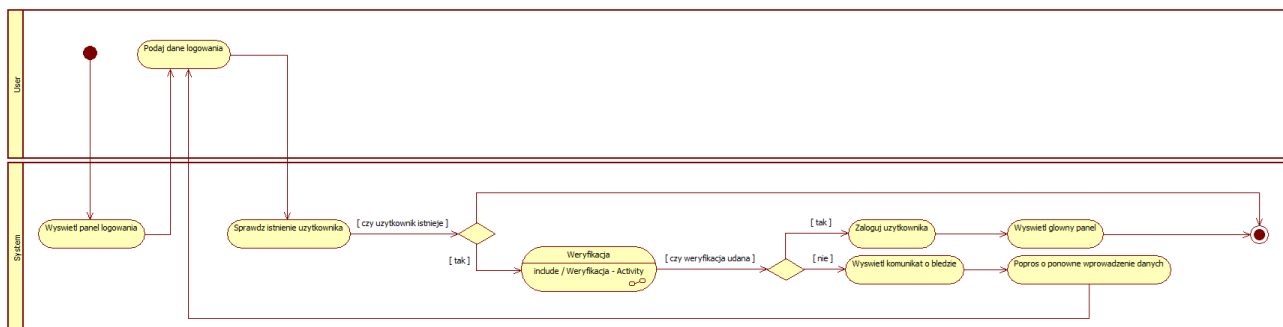 User
Podaj dane logowania
System
Wyswietl panel logowania
Sprawdz istnienie uzytkownika
[ czy uzytkownik istnieje ]
[ tak ]
Weryfikacja
include / Weryfikacja - Activity
[ czy weryfikacja udana ]
[ tak ]
Zaloguj uzytkownika
Wyswietl glowny panel
[ nie ]
Wyswietl komunikat o bledzie
Popros o ponowne wprowadzenie danych